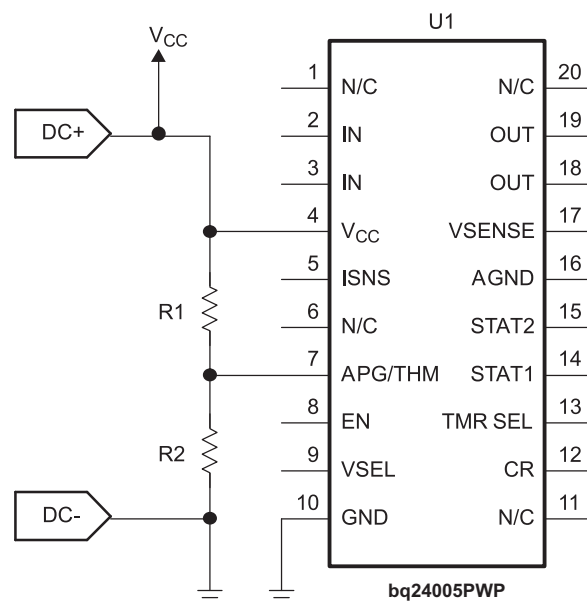 U1
V_CC
DC+
R1
R2
DC-
1 N/C
2 IN
3 IN
4 V_CC
5 ISNS
6 N/C
7 APG/THM
8 EN
9 VSEL
10 GND
N/C 20
OUT 19
OUT 18
VSENSE 17
AGND 16
STAT2 15
STAT1 14
TMR SEL 13
CR 12
N/C 11
bq24005PWP